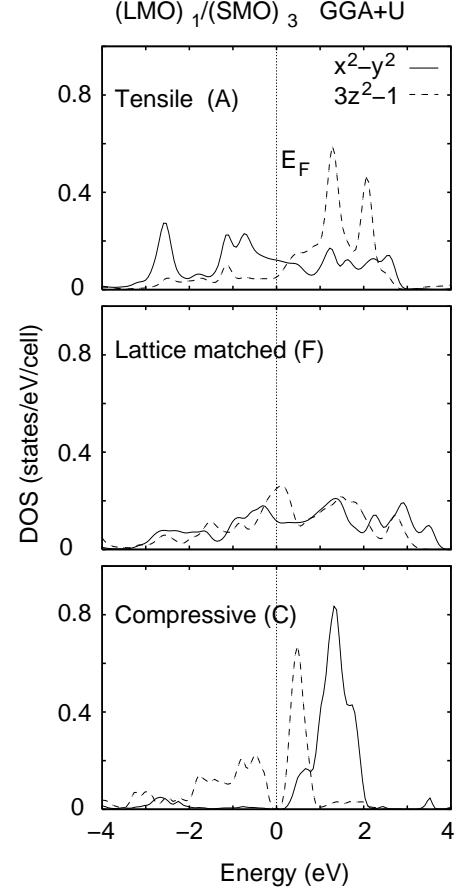 (LMO) 1/(SMO) 3 GGA+U
x²−y²
3z²−1
Tensile (A)
E_F
0.8
0.4
0
Lattice matched (F)
0.8
0.4
0
DOS (states/eV/cell)
Compressive (C)
0.8
0.4
0
−4 −2 0 2 4
Energy (eV)